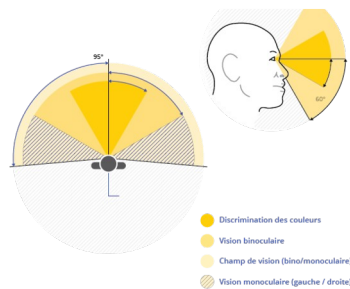 95°
60°
Discrimination des couleurs
Vision binoculaire
Champ de vision (bino/monoculaire)
Vision monoculaire (gauche / droite)